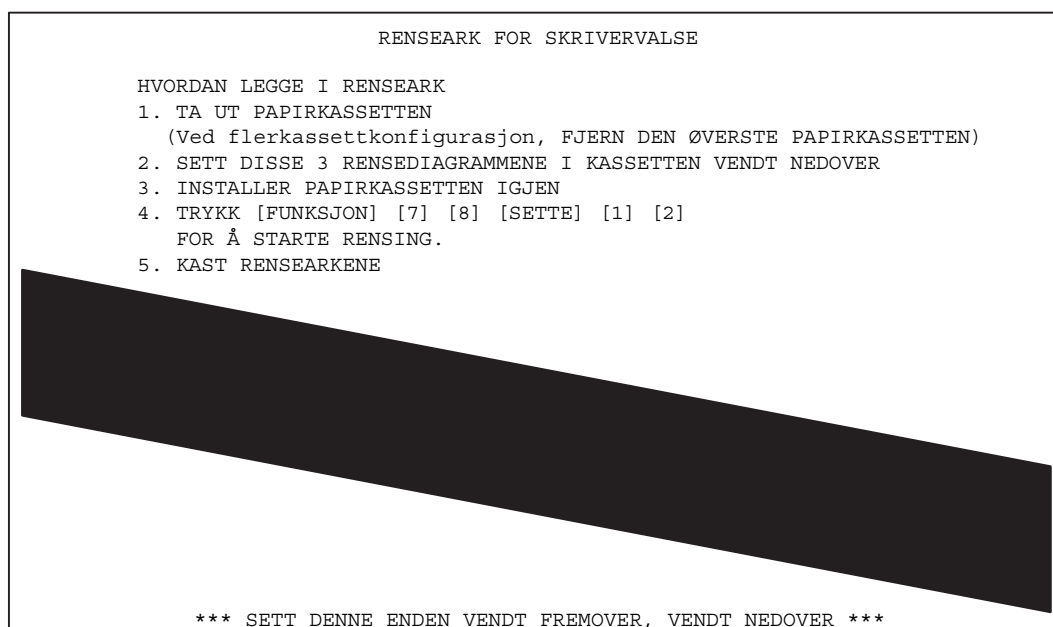 RENSEARK FOR SKRIVERVALSE
HVORDAN LEGGE I RENSEARK
1. TA UT PAPIRKASSETTEN
(Ved flerkassettkonfigurasjon, FJERN DEN ØVERSTE PAPIRKASSETTEN)
2. SETT DISSE 3 RENSEDIAGRAMMENE I KASSETTEN VENDT NEDOVER
3. INSTALLER PAPIRKASSETTEN IGJEN
4. TRYKK [FUNKSJON] [7] [8] [SETTE] [1] [2]
FOR Å STARTE RENSING.
5. KAST RENSEARKENE
*** SETT DENNE ENDEN VENDT FREMOVER, VENDT NEDOVER ***